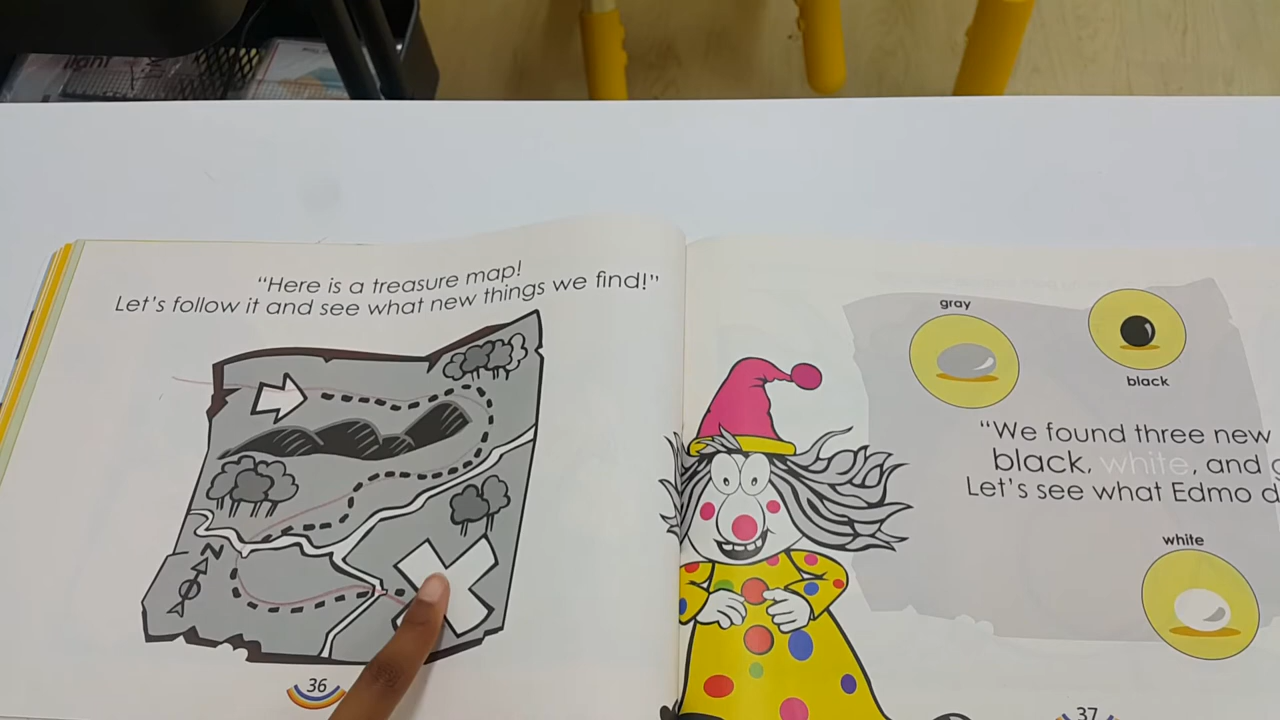 "Here is a treasure map!
Let's follow it and see what new things we find!"
N
36
gray
black
"We found three new
black, white, and
Let's see what Edmo
white
37